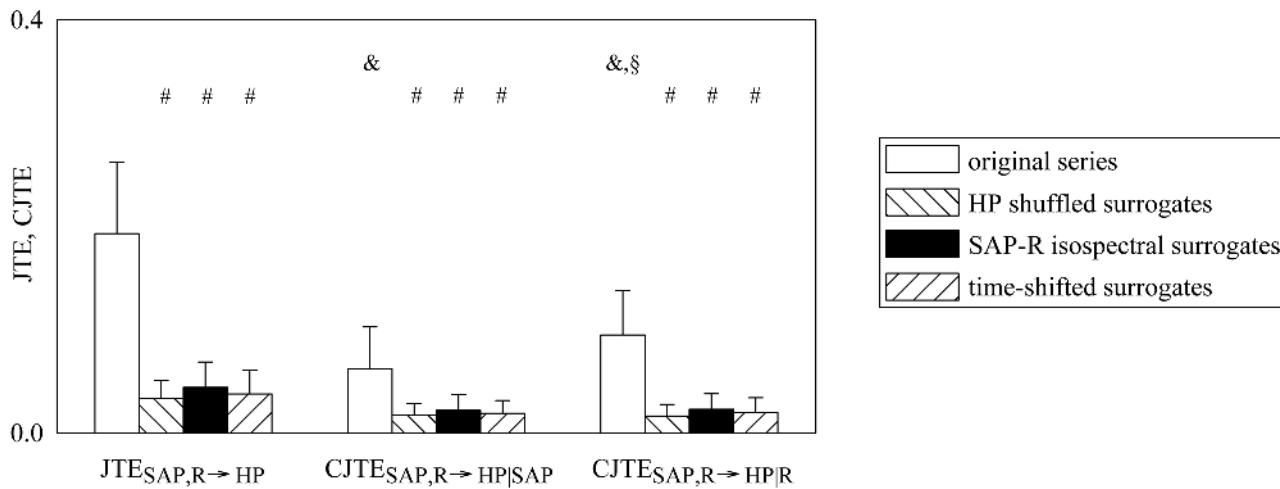 0.4
& &,§
# # # # # # # # #
JTE, CJTE
0.0
JTE_SAP,R→ HP CJTE_SAP,R→ HP|SAP CJTE_SAP,R→ HP|R
original series
HP shuffled surrogates
SAP-R isospectral surrogates
time-shifted surrogates